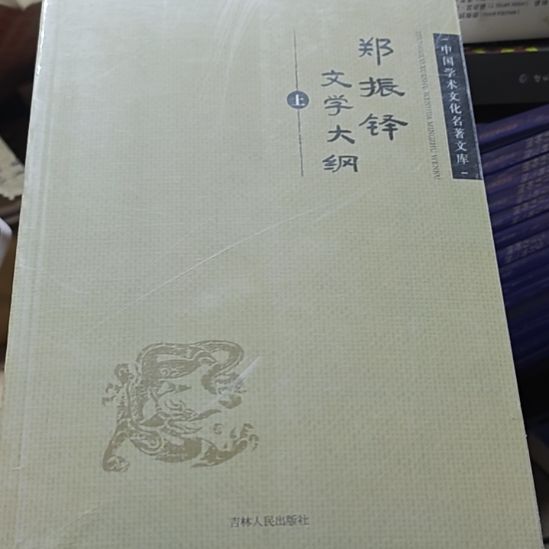 中国学术文化名著文库
郑振铎
文学大纲
上
吉林人民出版社